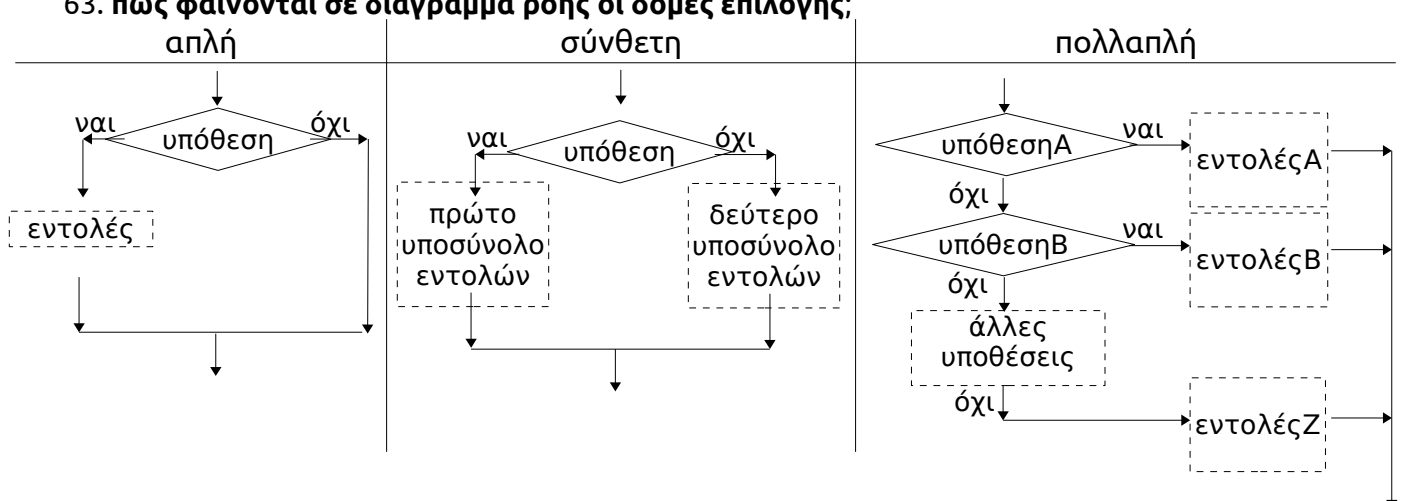 63. πώς φαίνονται σε διάγραμμα ροής οι δομές επιλογής;
απλή
σύνθετη
πολλαπλή
ναι
υπόθεση
όχι
εντολές
ναι
υπόθεση
όχι
πρώτο
υποσύνολο
εντολών
δεύτερο
υποσύνολο
εντολών
υπόθεσηΑ
ναι
εντολέςΑ
όχι
υπόθεσηΒ
ναι
εντολέςΒ
όχι
άλλες
υποθέσεις
όχι
εντολέςΖ